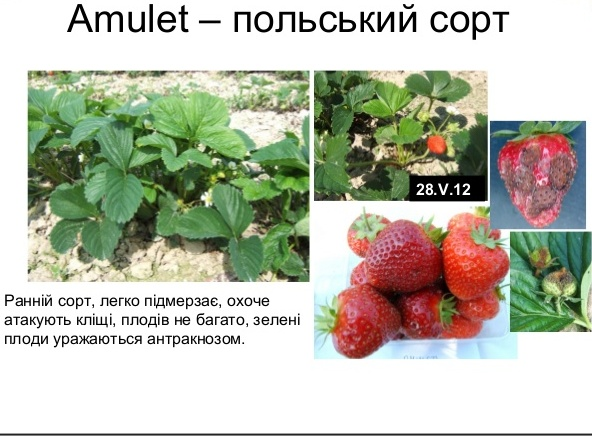 Amulet – польський сорт
28.V.12
Ранній сорт, легко підмерзає, охоче
атакують кліщі, плодів не багато, зелені
плоди уражаються антракнозом.